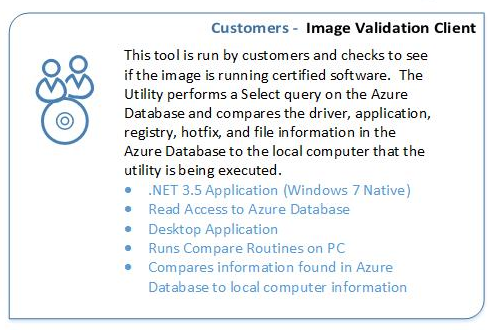 Customers - Image Validation Client
This tool is run by customers and checks to see
if the image is running certified software. The
Utility performs a Select query on the Azure
Database and compares the driver, application,
registry, hotfix, and file information in the
Azure Database to the local computer that the
utility is being executed.
• .NET 3.5 Application (Windows 7 Native)
• Read Access to Azure Database
• Desktop Application
• Runs Compare Routines on PC
• Compares information found in Azure
Database to local computer information